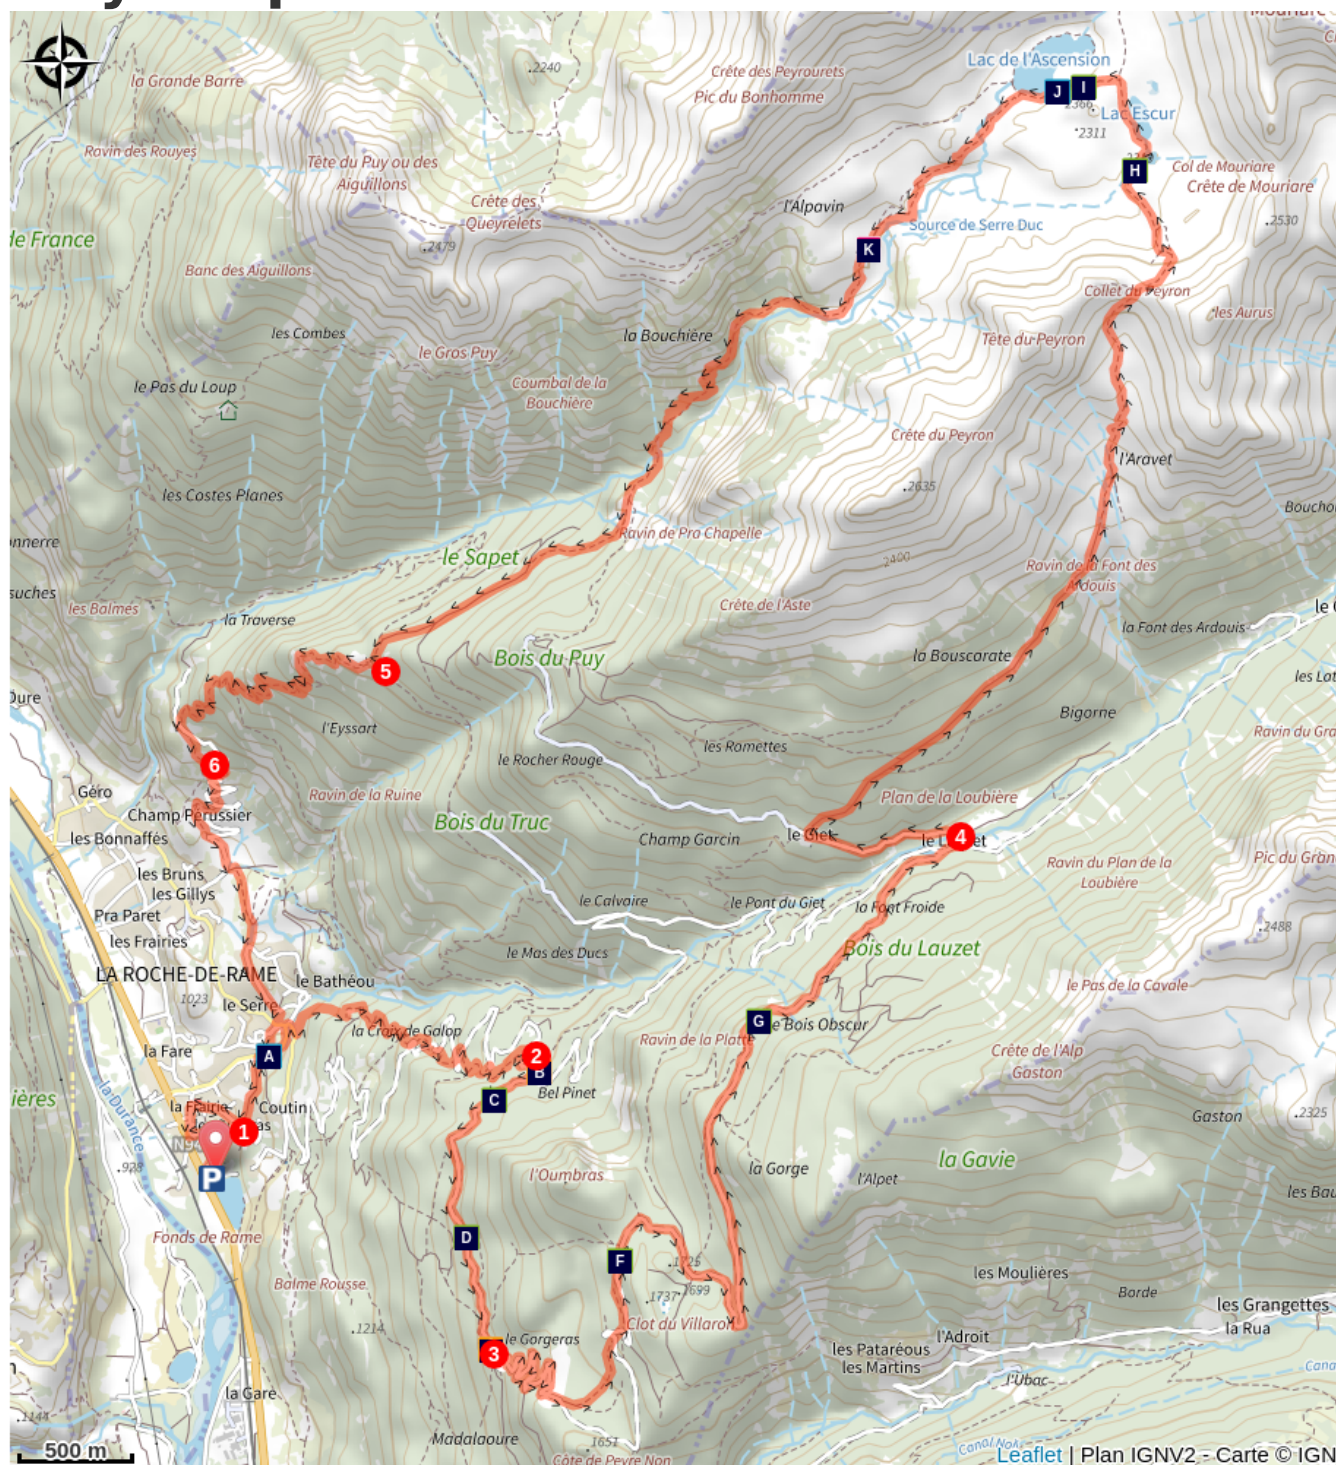 Crête des Peyrourets
Pic du Bonhomme
Lac de l'Ascension
J
I
2366
Lac Escur
2311
.2240
la Grande Barre
Ravin des Rouyes
Tête du Puy ou des
Aiguillons
Crête des
Queyrelets
l'Alpavin
H
Col de Mouriare
Crête de Mouriare
.2530
Source de Serre Duc
K
de France
.2479
Banc des Aiguillons
Collet du Peyron
les Aurus
les Combes
la Bouchière
Tête du Peyron
le Gros Puy
le Pas du Loup
Coumbal de la
Bouchière
Crête du Peyron
l'Aravet
les Costes Planes
.2635
Ravin de Pra Chapelle
le Sapet
2400
Ravin de la Font des
Ardouis
les Balmes
la Traverse
Crête de l'Aste
la Font des Ardouis
Bois du Puy
la Bouscarate
5
l'Eyssart
Bigorne
le Rocher Rouge
les Romettes
6
Géro
Ravin de la Ruine
Plan de la Loubière
Champ Pérussier
Bois du Truc
les Bonnaffés
Champ Garcin
le Giet
4
Ravin du Plan de la
Loubière
les Bruns
les Gillys
le Calvaire
le Pont du Giet
la Font Froide
Pra Paret
les Frairies
.2488
le Mas des Ducs
Bois du Lauzet
LA ROCHE-DE-RAME
le Bathéou
le Pas de la Cavale
1023
le Serre
la Croix de Galop
G
le Bois Obscur
Ravin de la Platte
la Fare
A
2
B
Crête de l'Alp
Gaston
Bel Pinet
C
la Durance
la Frairie
Coutin
1
N94
P
Gaston
.2325
.928
l'Oumbras
la Gorge
la Gavie
l'Alpet
Fonds de Rame
D
F
.1725
Balme Rousse
.1737
1699
les Moulières
Borde
les Grangettes
la Rua
Clot du Villaron
.1214
le Gorgeras
3
l'Adroit
les Pataréous
les Martins
l'Ubac
la Gare
.1144
Madalaoure
.1651
500 m
Côte de Peyre Non
Leaflet | Plan IGNV2 - Carte © IGN